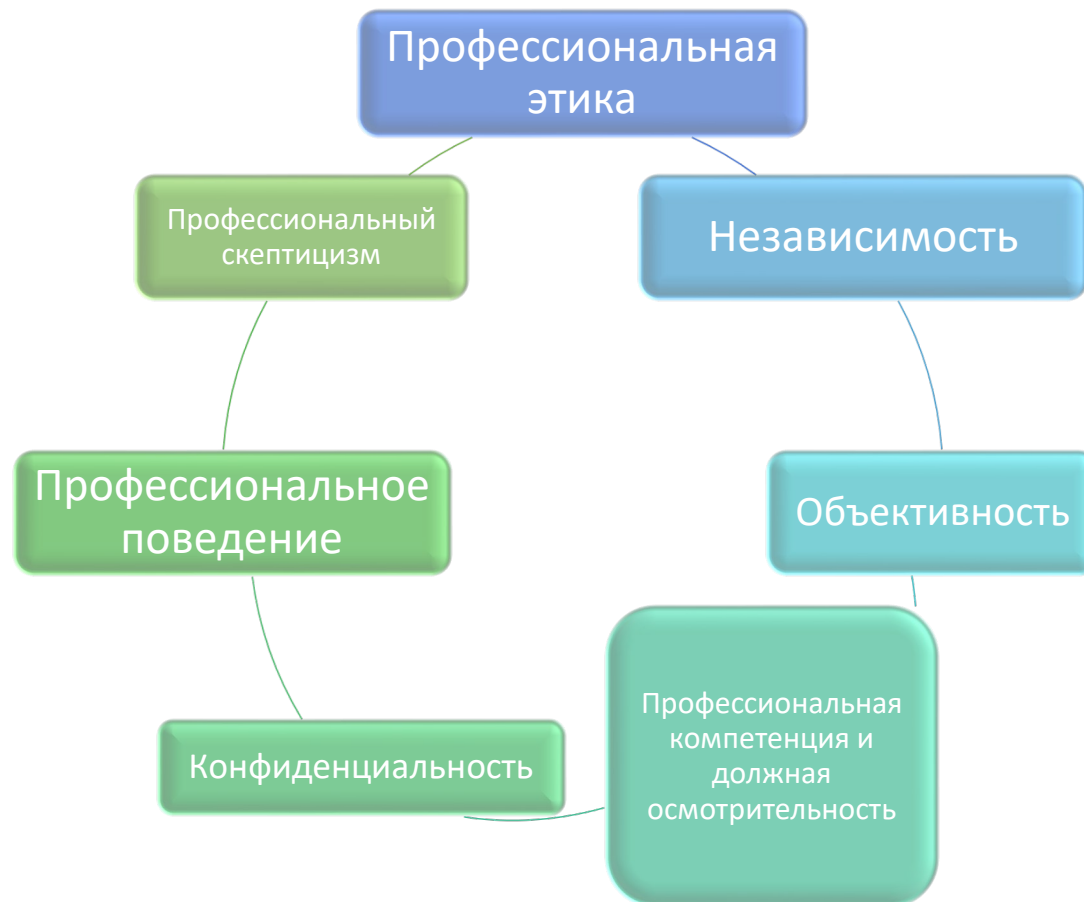 Профессиональная
этика
Профессиональный
скептицизм
Независимость
Профессиональное
поведение
Объективность
Профессиональная
компетенция и
должная
осмотрительность
Конфиденциальность